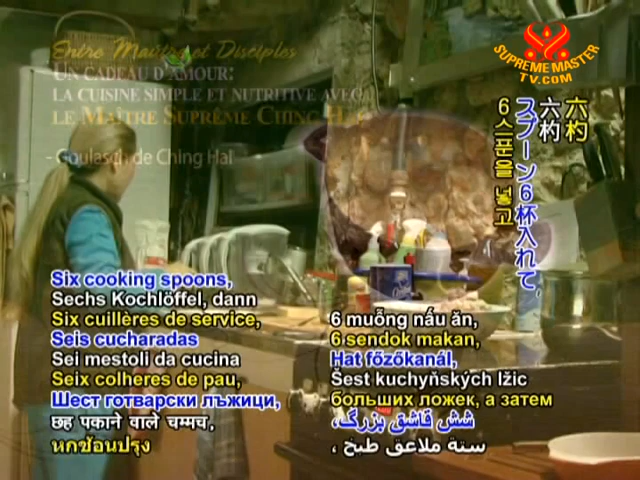 Entre Maître et Disciples
UN CADEAU D'AMOUR:
LA CUISINE SIMPLE ET NUTRITIVE AVEC
LE MAÎTRE SUPRÊME CHING HAI
- Goulasch de Ching Hai
SUPREME MASTER
TV.COM
六杓
六杓
スプーン6杯入れて,
6스푼을 넣고
Six cooking spoons,
Sechs Kochlöffel, dann
Six cuillères de service,
Seis cucharadas
Sei mestoli da cucina
Seix colheres de pau,
Шест готварски лъжици,
छह पकाने वाले चम्मच,
หกช้อนปรุง
6 muỗng nấu ăn,
6 sendok makan,
Hat főzőkanál,
Šest kuchyňských lžic
больших ложек, а затем
شش قاشق بزرگ،
ستة ملاعق طبخ ،